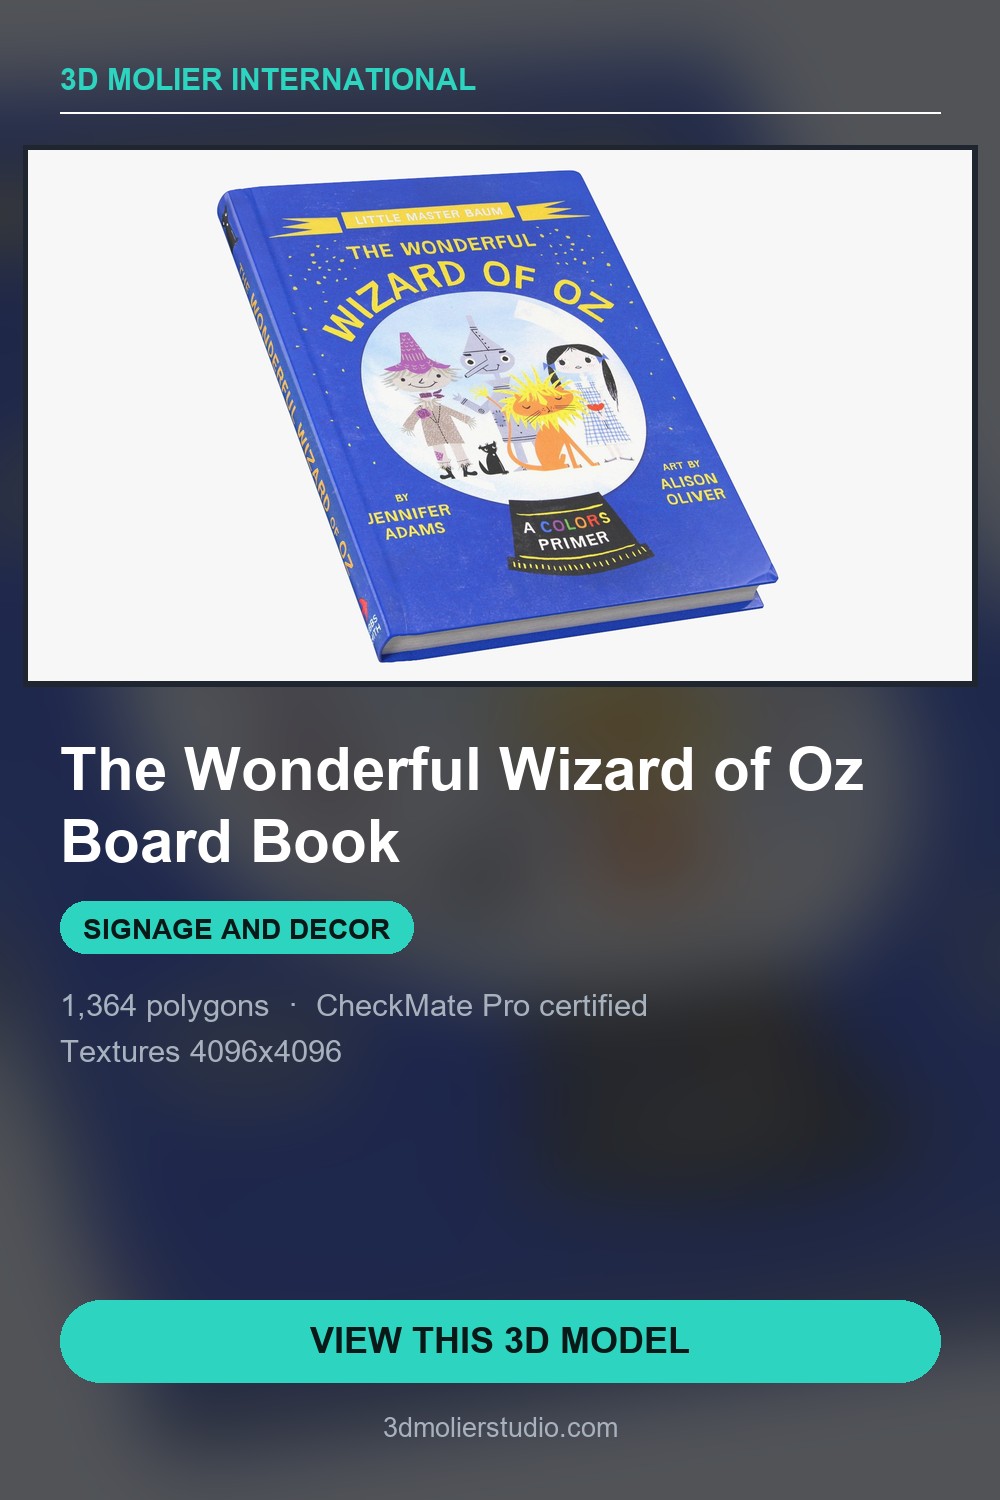 3D MOLIER INTERNATIONAL
LITTLE MASTER BAUM
THE WONDERFUL
WIZARD OF OZ
THE WONDERFUL WIZARD OF OZ
BY
JENNIFER
ADAMS
ART BY
ALISON
OLIVER
A COLORS
PRIMER
The Wonderful Wizard of Oz
Board Book
SIGNAGE AND DECOR
1,364 polygons · CheckMate Pro certified
Textures 4096x4096
VIEW THIS 3D MODEL
3dmolierstudio.com